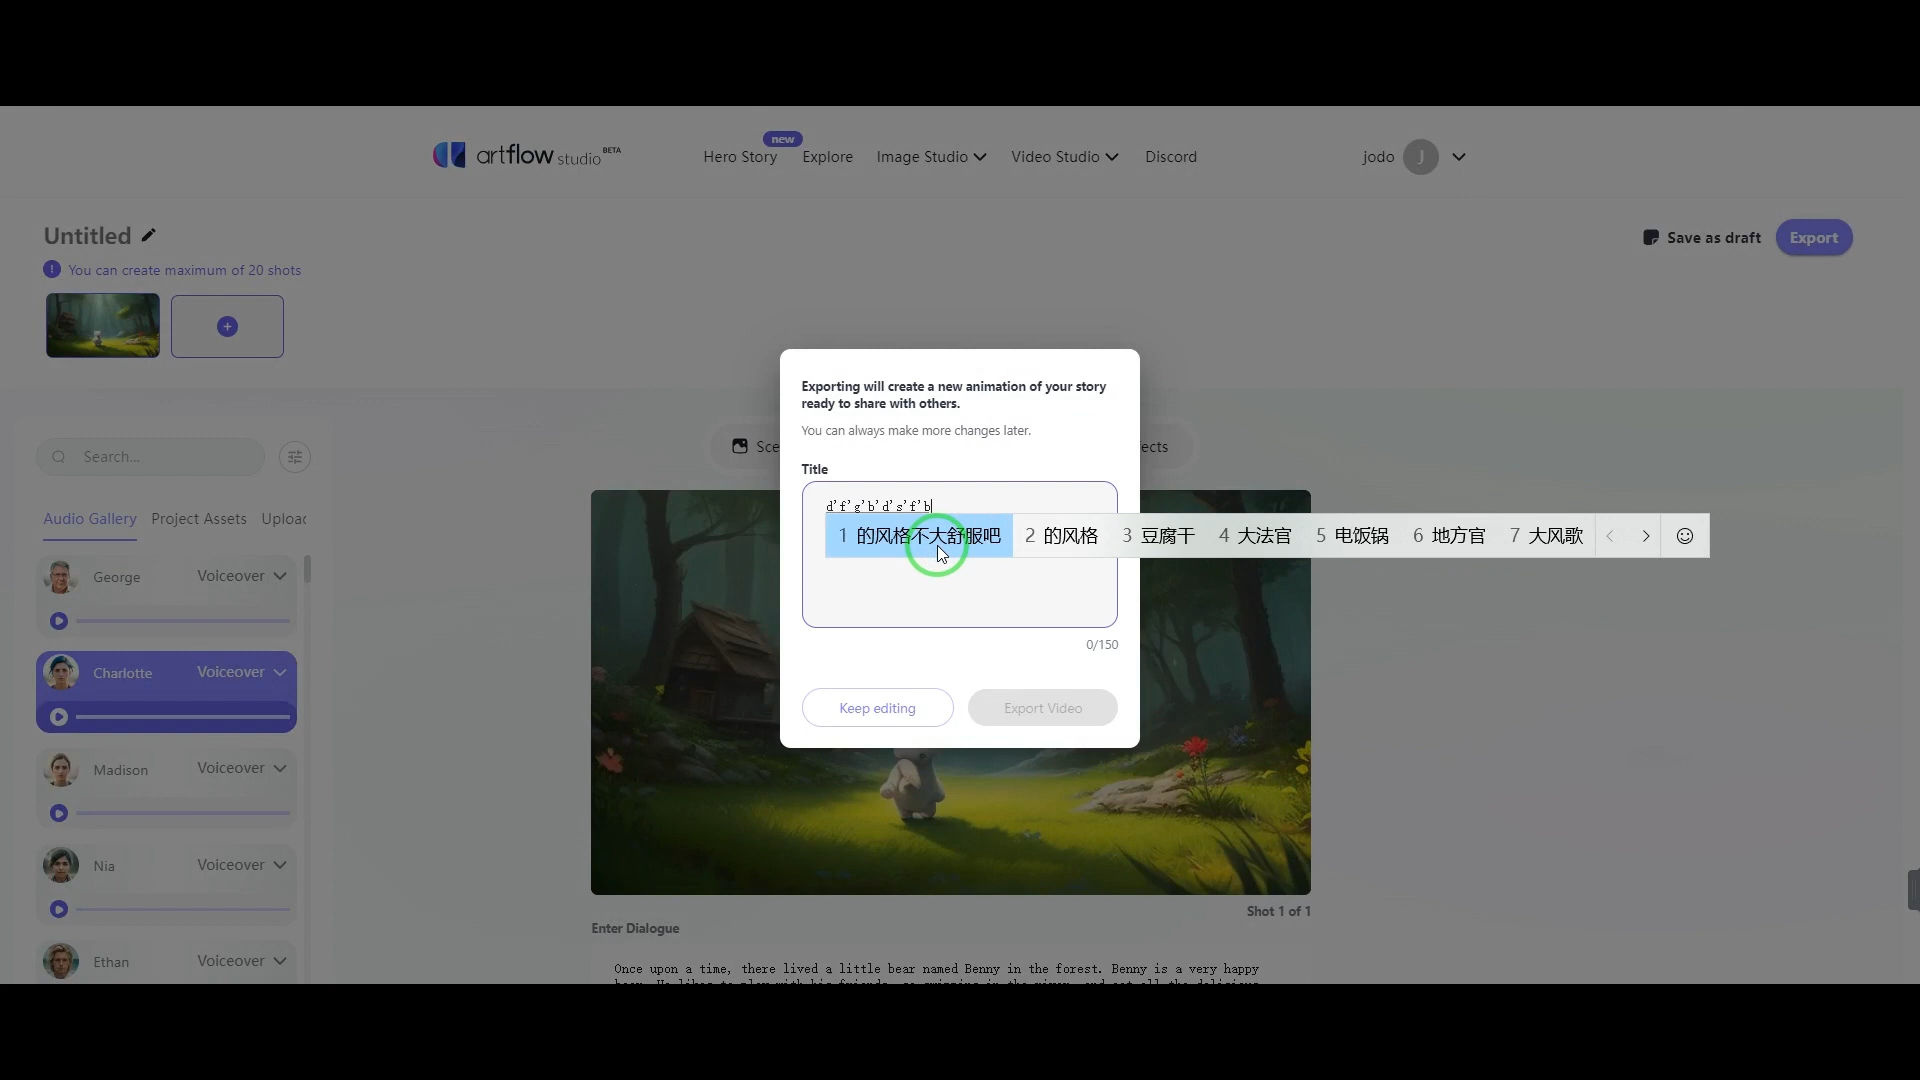 artflow studio BETA
new
Hero Story
Explore
Image Studio
Video Studio
Discord
jodo
J
Untitled
Save as draft
Export
! You can create maximum of 20 shots
Exporting will create a new animation of your story
ready to share with others.
You can always make more changes later.
Search...
ects
Title
d'f'g'b'd's'f'b
1 的风格不大舒服吧 2 的风格 3 豆腐干 4 大法官 5 电饭锅 6 地方官 7 大风歌
0/150
Keep editing
Export Video
Audio Gallery
Project Assets
George
Voiceover
Charlotte
Voiceover
Madison
Voiceover
Nia
Voiceover
Ethan
Voiceover
Shot 1 of 1
Enter Dialogue
Once upon a time, there lived a little bear named Benny in the forest. Benny is a very happy